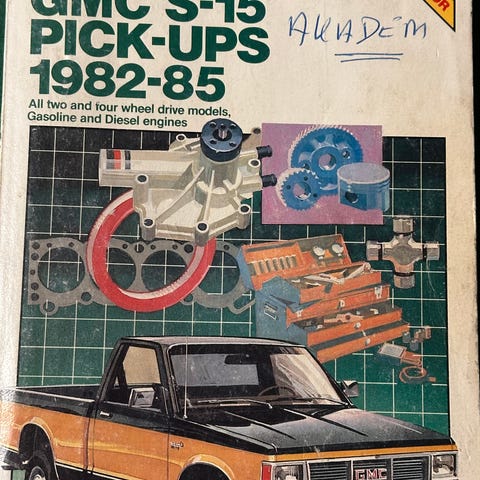 GMC S-15
PICK-UPS
1982-85
All two and four wheel drive models,
Gasoline and Diesel engines
AKADEM
GMC